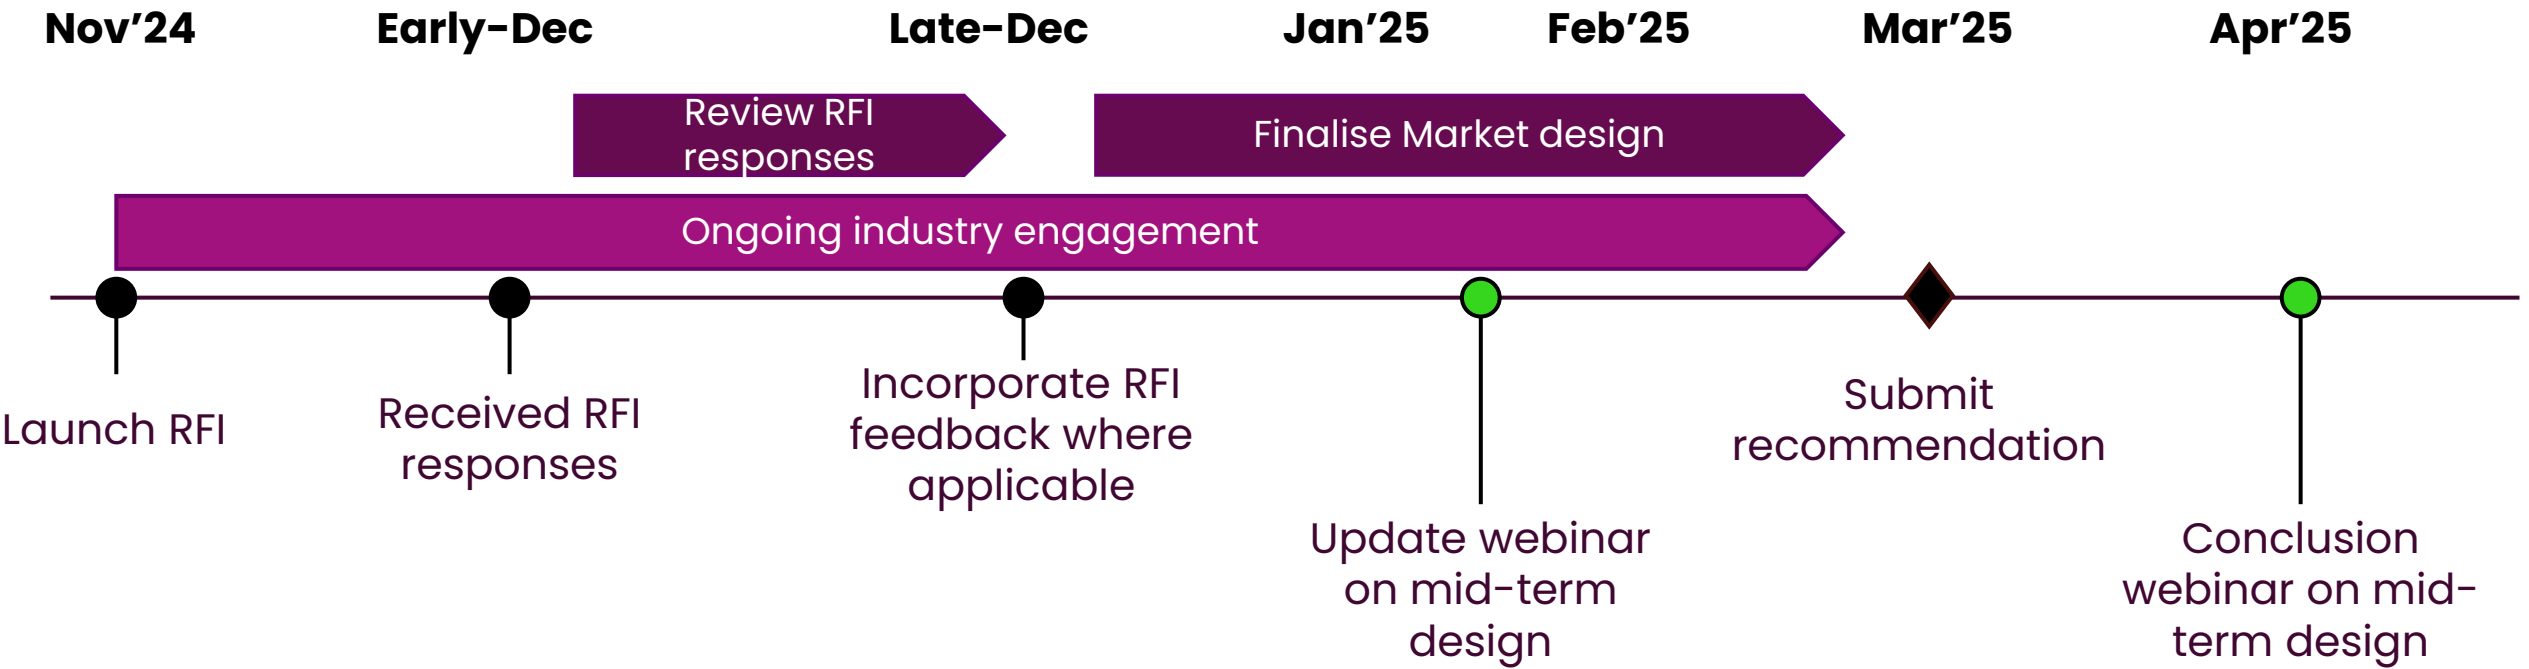 Nov’24 Early-Dec Late-Dec Jan’25 Feb’25 Mar’25 Apr’25
Review RFI
responses
Finalise Market design
Ongoing industry engagement
Launch RFI
Received RFI
responses
Incorporate RFI
feedback where
applicable
Update webinar
on mid-term
design
Submit
recommendation
Conclusion
webinar on mid-
term design